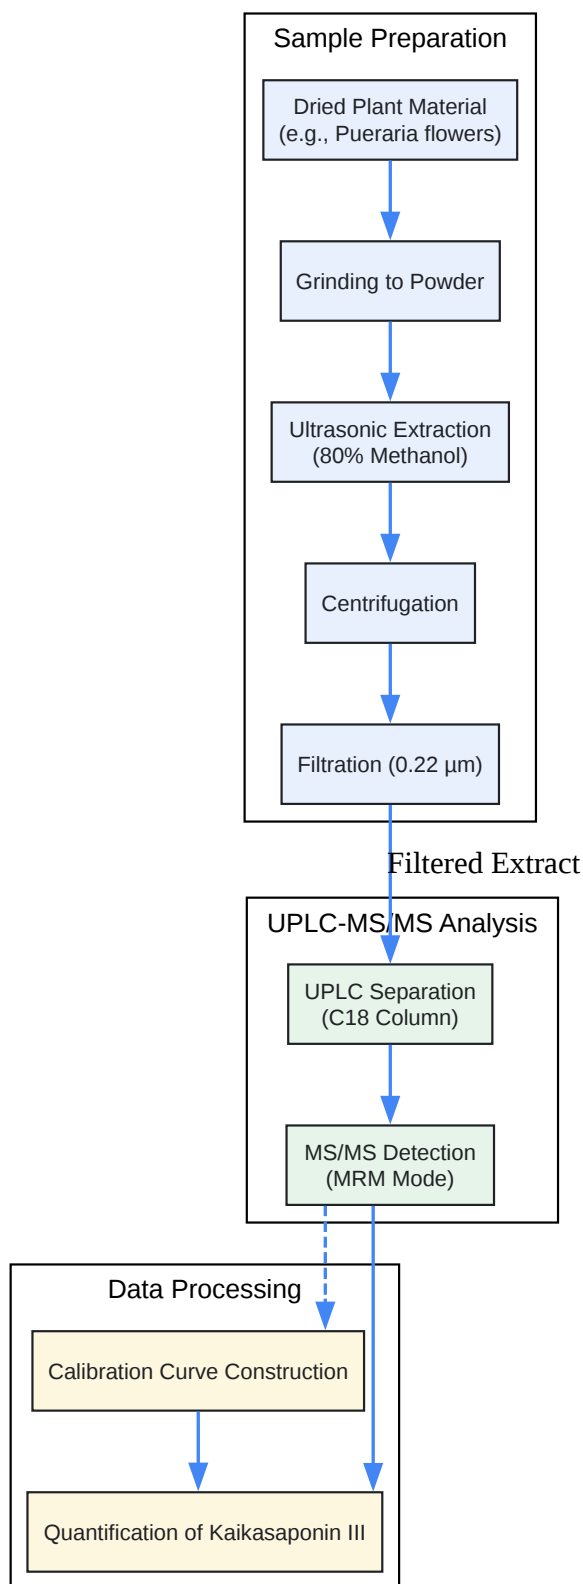 Sample Preparation
Dried Plant Material
(e.g., Pueraria flowers)
Grinding to Powder
Ultrasonic Extraction
(80% Methanol)
Centrifugation
Filtration (0.22 µm)
Filtered Extract
UPLC-MS/MS Analysis
UPLC Separation
(C18 Column)
MS/MS Detection
(MRM Mode)
Data Processing
Calibration Curve Construction
Quantification of Kaikasaponin III